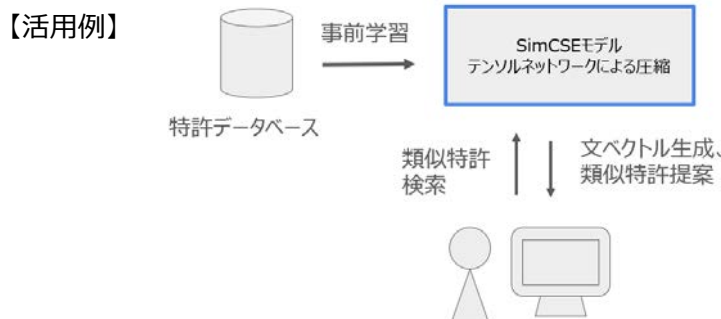 【活用例】
事前学習
SimCSEモデル
テンソルネットワークによる圧縮
特許データベース
類似特許
検索
文ベクトル生成、
類似特許提案